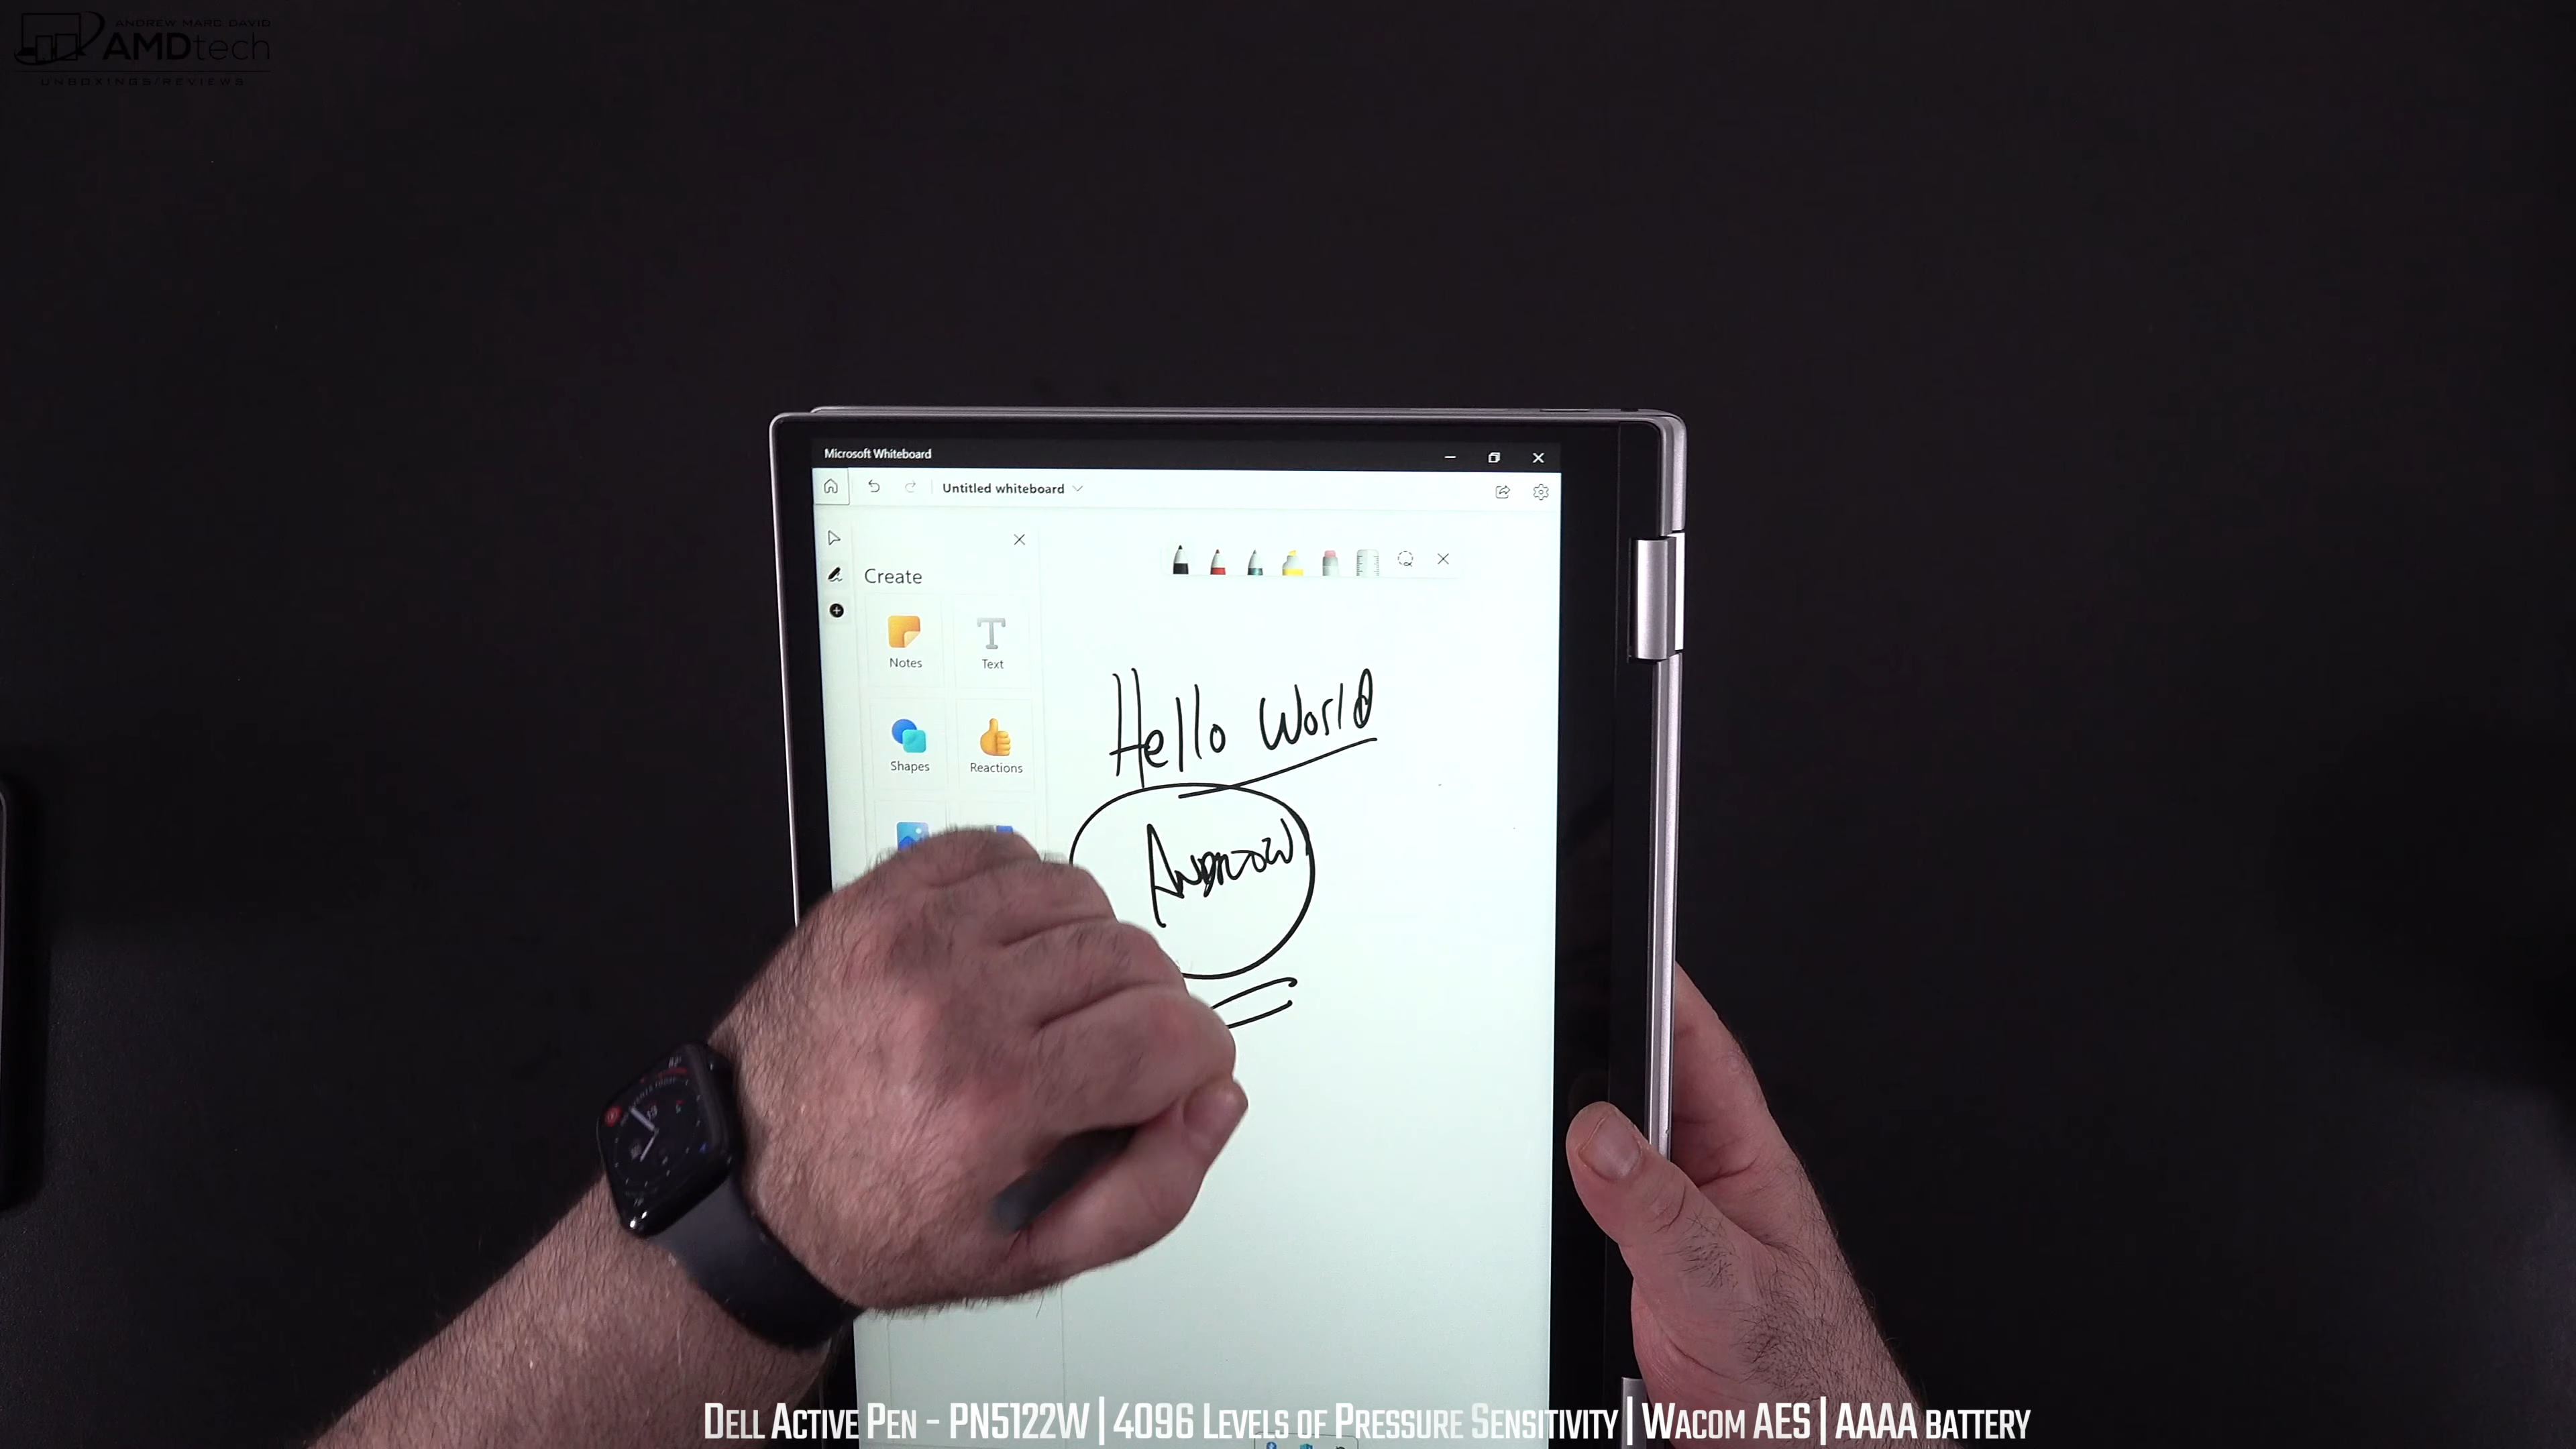 ANDREW MARC DAVID
AMDtech
UNBOXINGS/REVIEWS
Microsoft Whiteboard
Untitled whiteboard
Create
Notes
Text
Shapes
Reactions
Hello World
Andrew
Dell Active Pen - PN5122W | 4096 Levels of Pressure Sensitivity | Wacom AES | AAAA battery